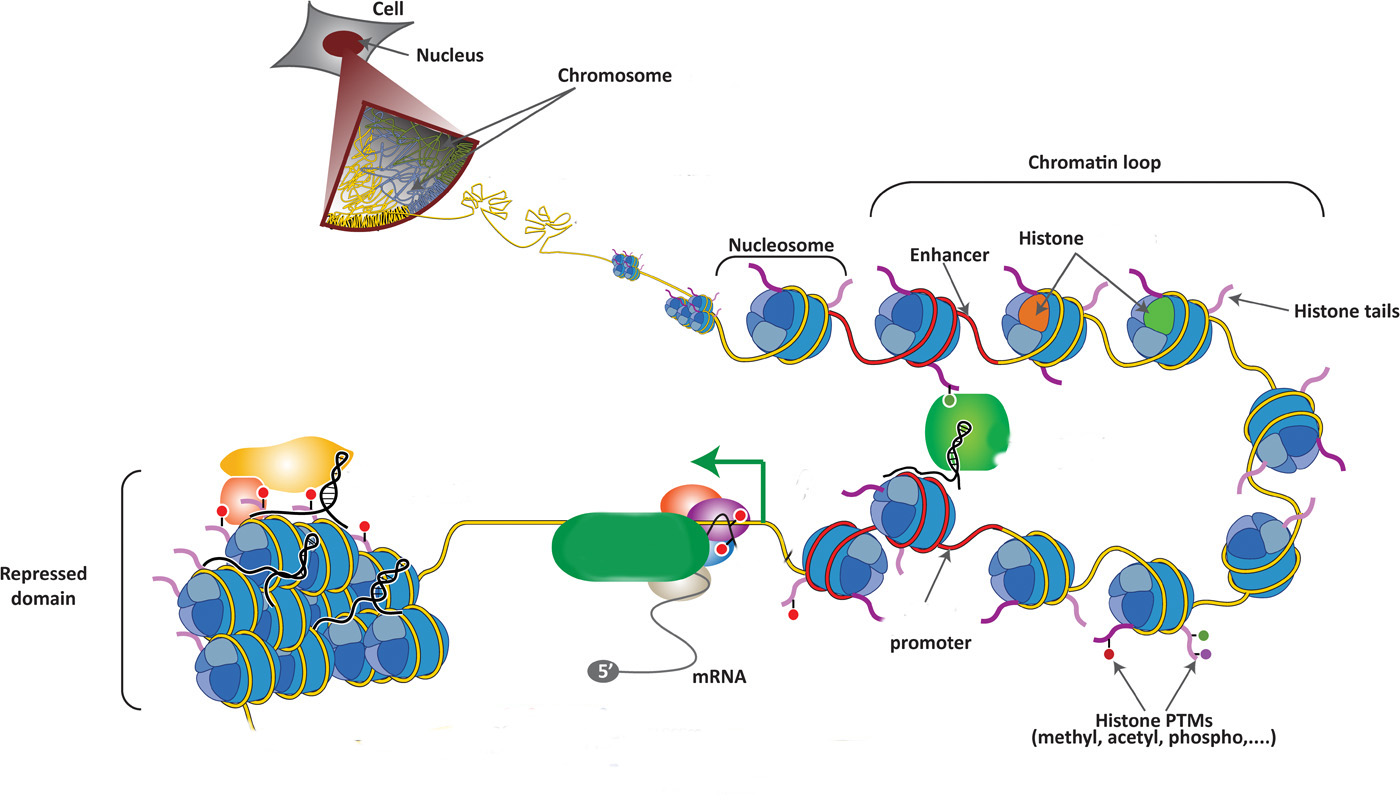 Cell
Nucleus
Chromosome
Chromatin loop
Nucleosome
Enhancer
Histone
Histone tails
Repressed
domain
promoter
5'
mRNA
Histone PTMs
(methyl, acetyl, phospho,....)